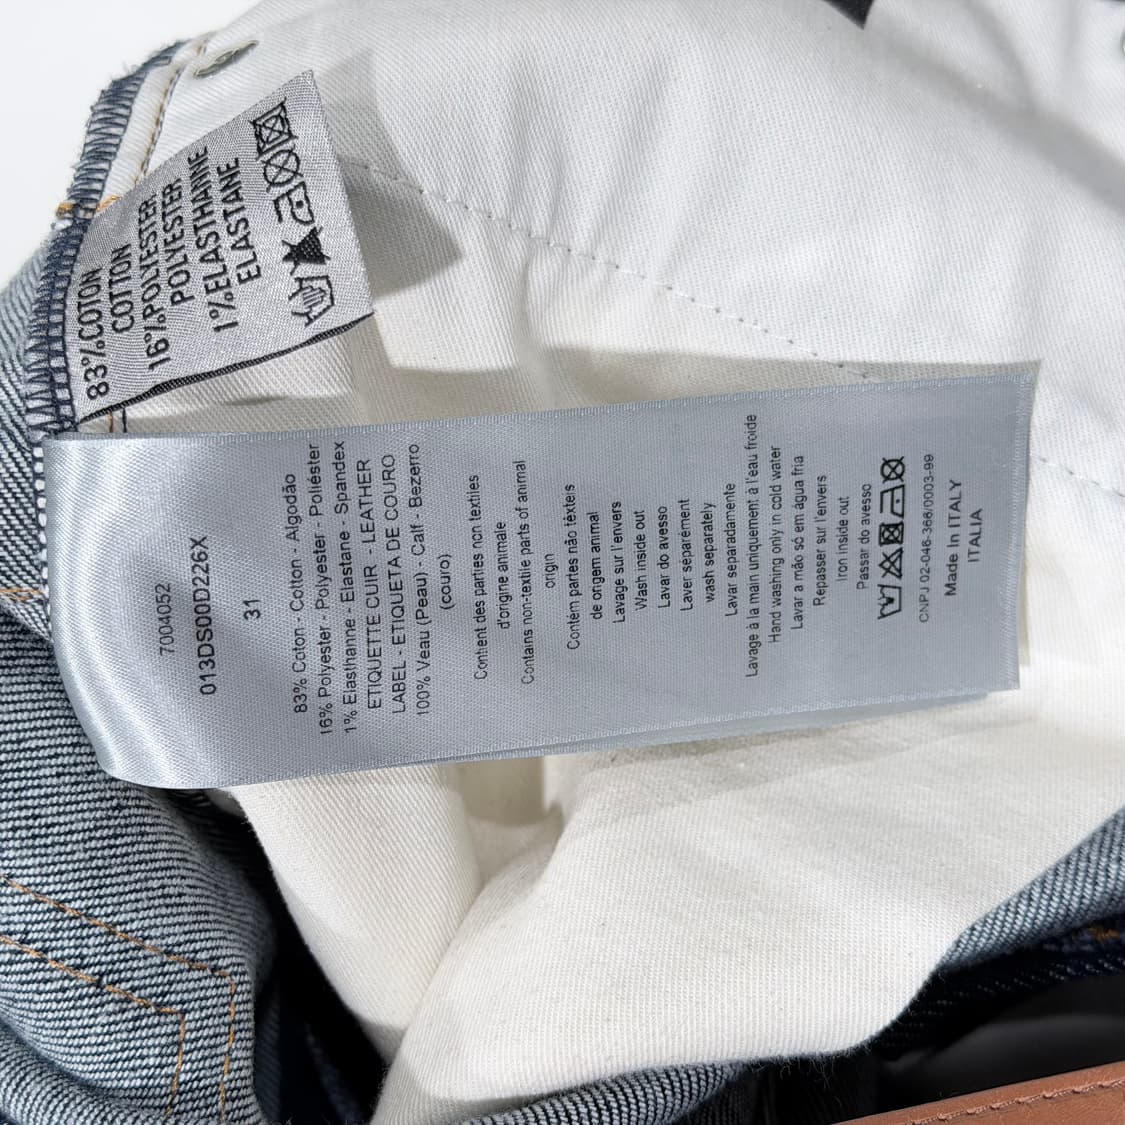 83%COTON
COTTON
16%POLYESTER
POLYESTER
1%ELASTHANNE
ELASTANE
7004052
013DS00D226X
31
83% Coton - Cotton - Algodão
16% Polyester - Polyester - Poliéster
1% Elasthanne - Elastane - Spandex
ETIQUETTE CUIR - LEATHER
LABEL - ETIQUETA DE COURO
100% Veau (Peau) - Calf - Bezerro
(couro)
Contient des parties non textiles
d'origine animale
Contains non-textile parts of animal
origin
Contém partes não têxteis
de origem animal
Lavage sur l'envers
Wash inside out
Lavar do avesso
Laver séparément
wash separately
Lavar separadamente
Lavage à la main uniquement à l'eau froide
Hand washing only in cold water
Lavar a mão só em água fria
Repasser sur l'envers
Iron inside out
Passar do avesso
CNPJ 02-046-366/0003-99
Made In ITALY
ITALIA